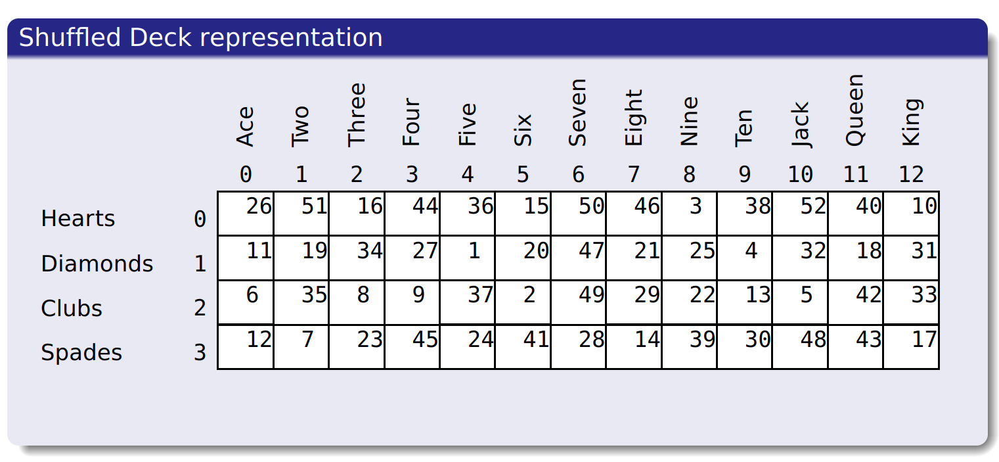 Shuffled Deck representation
Ace Two Three Four Five Six Seven Eight Nine Ten Jack Queen King
0 1 2 3 4 5 6 7 8 9 10 11 12
Hearts 0 26 51 16 44 36 15 50 46 3 38 52 40 10
Diamonds 1 11 19 34 27 1 20 47 21 25 4 32 18 31
Clubs 2 6 35 8 9 37 2 49 29 22 13 5 42 33
Spades 3 12 7 23 45 24 41 28 14 39 30 48 43 17